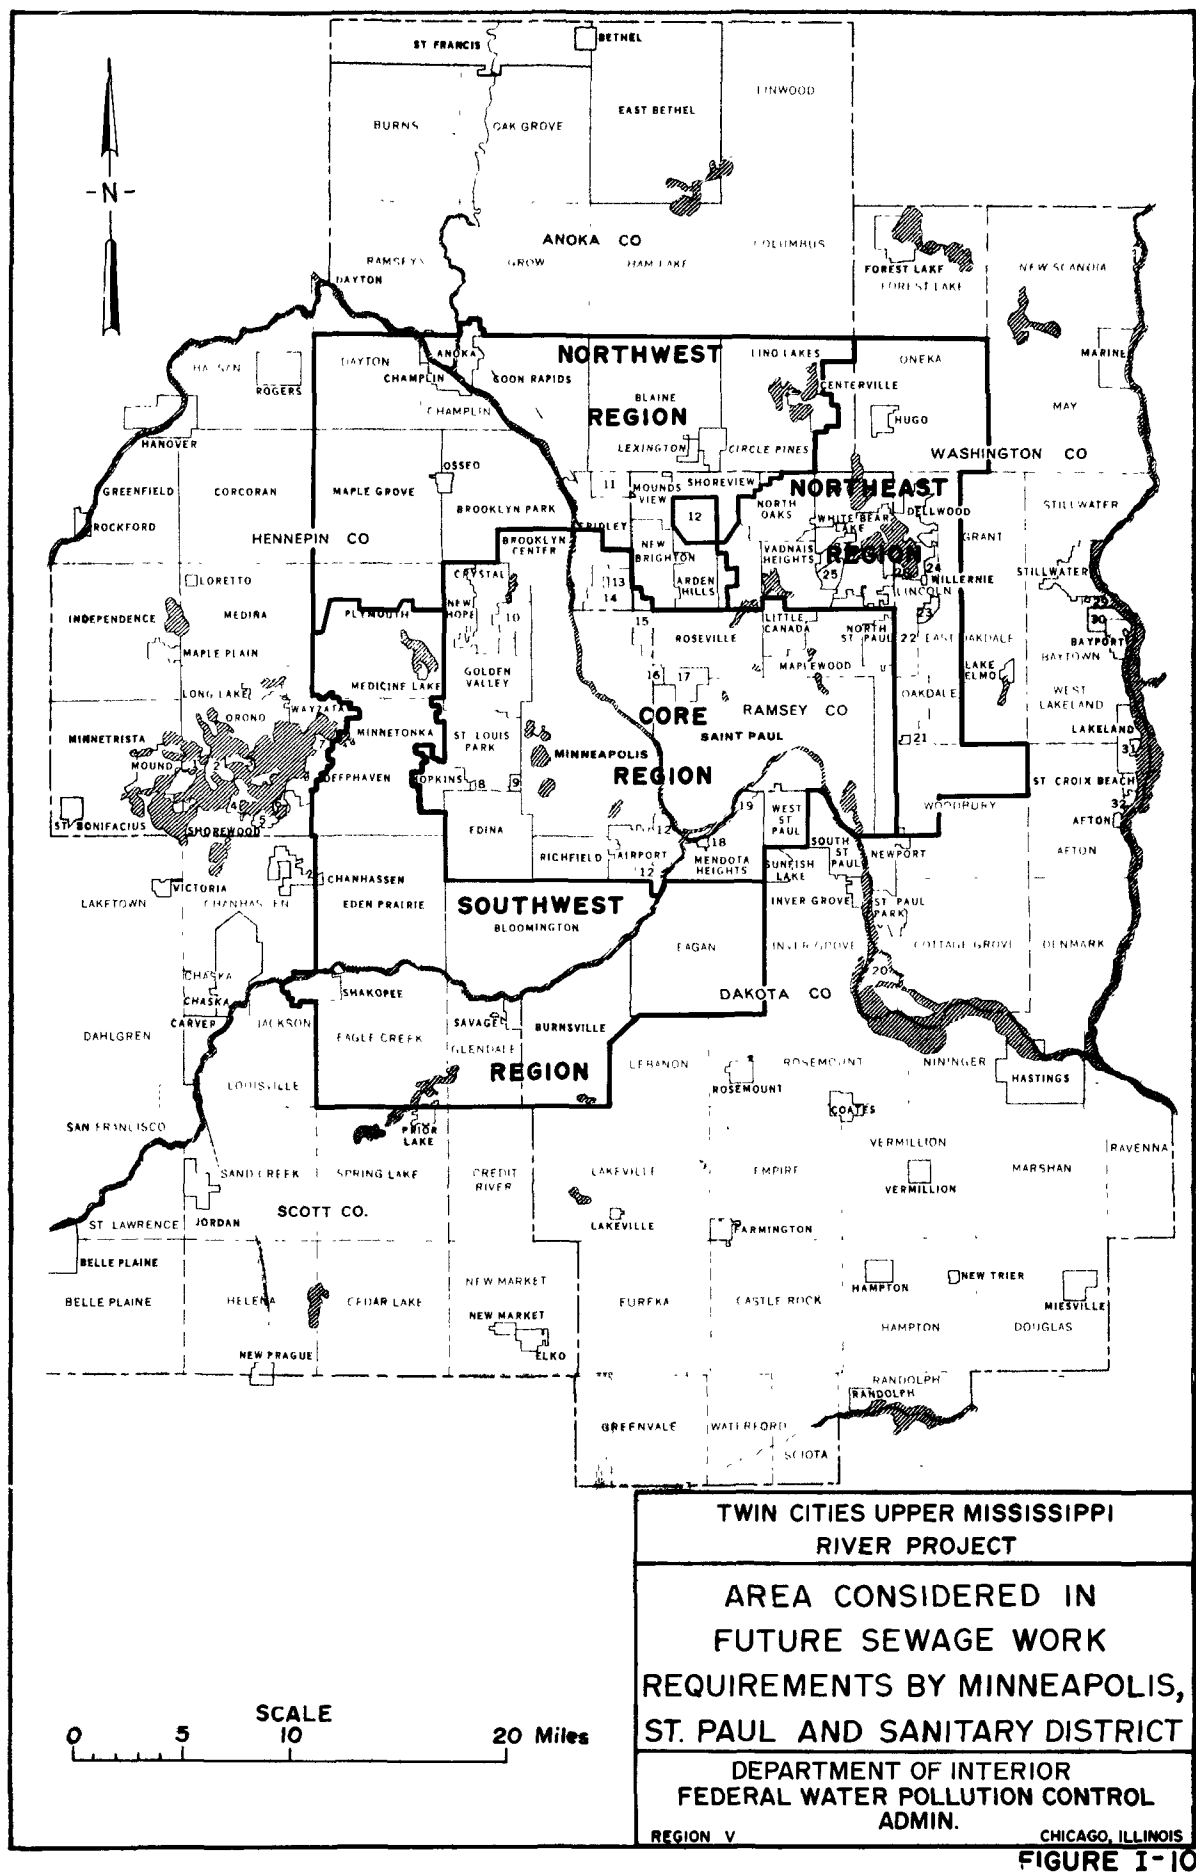 ST FRANCIS
BETHEL
LINWOOD
BURNS
OAK GROVE
EAST BETHEL
-N-
ANOKA CO
COLUMBUS
RAMSEY
GROW
HAM LAKE
DAYTON
FOREST LAKE
FOREST LAKE
NEW SCANDIA
HASSAN
ROGERS
DAYTON
ANOKA
CHAMPLIN
COON RAPIDS
NORTHWEST
LINO LAKES
ONEKA
MARINE
CHAMPLIN
BLAINE
CENTERVILLE
MAY
REGION
HUGO
HANOVER
LEXINGTON
CIRCLE PINES
WASHINGTON CO
OSSEO
GREENFIELD
CORCORAN
MAPLE GROVE
11
MOUNDS
VIEW
SHOREVIEW
NORTHEAST
STILLWATER
ROCKFORD
BROOKLYN PARK
12
NORTH
OAKS
DELLWOOD
WHITE BEAR
LAKE
HENNEPIN CO
BROOKLYN
CENTER
FRIDLEY
NEW
BRIGHTON
VADNAIS
HEIGHTS
REGION
GRANT
LORETTO
CRYSTAL
13
ARDEN
HILLS
25
24
WILLERNIE
STILLWATER
INDEPENDENCE
MEDINA
PLYMOUTH
NEW
HOPE
14
LINCOLN
23
29
30
10
15
LITTLE
CANADA
NORTH
ST PAUL
22
EAST OAKDALE
BAYPORT
MAPLE PLAIN
ROSEVILLE
BAYTOWN
MAPLEWOOD
LAKE
ELMO
LONG LAKE
MEDICINE LAKE
GOLDEN
VALLEY
16
17
OAKDALE
WEST
LAKELAND
ORONO
WAYZATA
CORE
RAMSEY CO
MINNETRISTA
MINNETONKA
ST LOUIS
PARK
SAINT PAUL
21
LAKELAND
31
MOUND
1
2
7
MINNEAPOLIS
DEEPHAVEN
HOPKINS
8
9
REGION
ST CROIX BEACH
4
6
5
19
WEST
ST
PAUL
WOODBURY
32
ST BONIFACIUS
SHOREWOOD
EDINA
12
AFTON
18
SOUTH
ST
PAUL
NEWPORT
AFTON
RICHFIELD
AIRPORT
12
MENDOTA
HEIGHTS
SUNFISH
LAKE
VICTORIA
CHANHASSEN
LAKETOWN
CHANHASSEN
EDEN PRAIRIE
SOUTHWEST
INVER GROVE
ST PAUL
PARK
BLOOMINGTON
EAGAN
INVER GROVE
COTTAGE GROVE
DENMARK
CHASKA
20
CHASKA
SHAKOPEE
DAKOTA CO
CARVER
JACKSON
SAVAGE
BURNSVILLE
DAHLGREN
EAGLE CREEK
GLENDALE
LEBANON
ROSEMOUNT
NININGER
LOUISVILLE
REGION
ROSEMOUNT
HASTINGS
COATES
SAN FRANCISCO
PRIOR
LAKE
VERMILLION
RAVENNA
SAND CREEK
SPRING LAKE
CREDIT
RIVER
LAKEVILLE
EMPIRE
MARSHAN
VERMILLION
ST LAWRENCE
JORDAN
SCOTT CO.
LAKEVILLE
FARMINGTON
BELLE PLAINE
NEW MARKET
HAMPTON
NEW TRIER
BELLE PLAINE
HELENA
CEDAR LAKE
EUREKA
CASTLE ROCK
MIESVILLE
NEW MARKET
HAMPTON
DOUGLAS
NEW PRAGUE
ELKO
RANDOLPH
RANDOLPH
GREENVALE
WATERFORD
SCIOTA
TWIN CITIES UPPER MISSISSIPPI
RIVER PROJECT
AREA CONSIDERED IN
FUTURE SEWAGE WORK
REQUIREMENTS BY MINNEAPOLIS,
ST. PAUL AND SANITARY DISTRICT
SCALE
0 5 10 20 Miles
DEPARTMENT OF INTERIOR
FEDERAL WATER POLLUTION CONTROL
ADMIN.
REGION V CHICAGO, ILLINOIS
FIGURE I-10